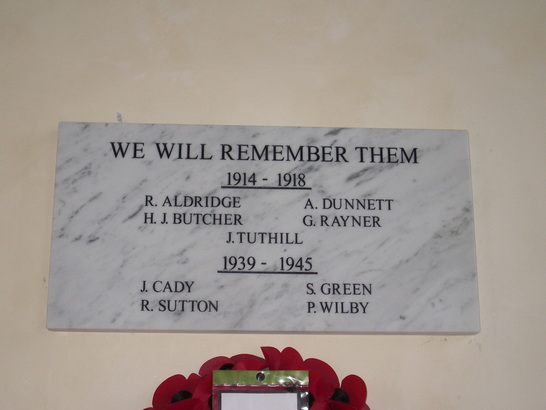 WE WILL REMEMBER THEM
1914 - 1918
R. ALDRIDGE A. DUNNETT
H. J. BUTCHER G. RAYNER
J. TUTHILL
1939 - 1945
J. CADY S. GREEN
R. SUTTON P. WILBY